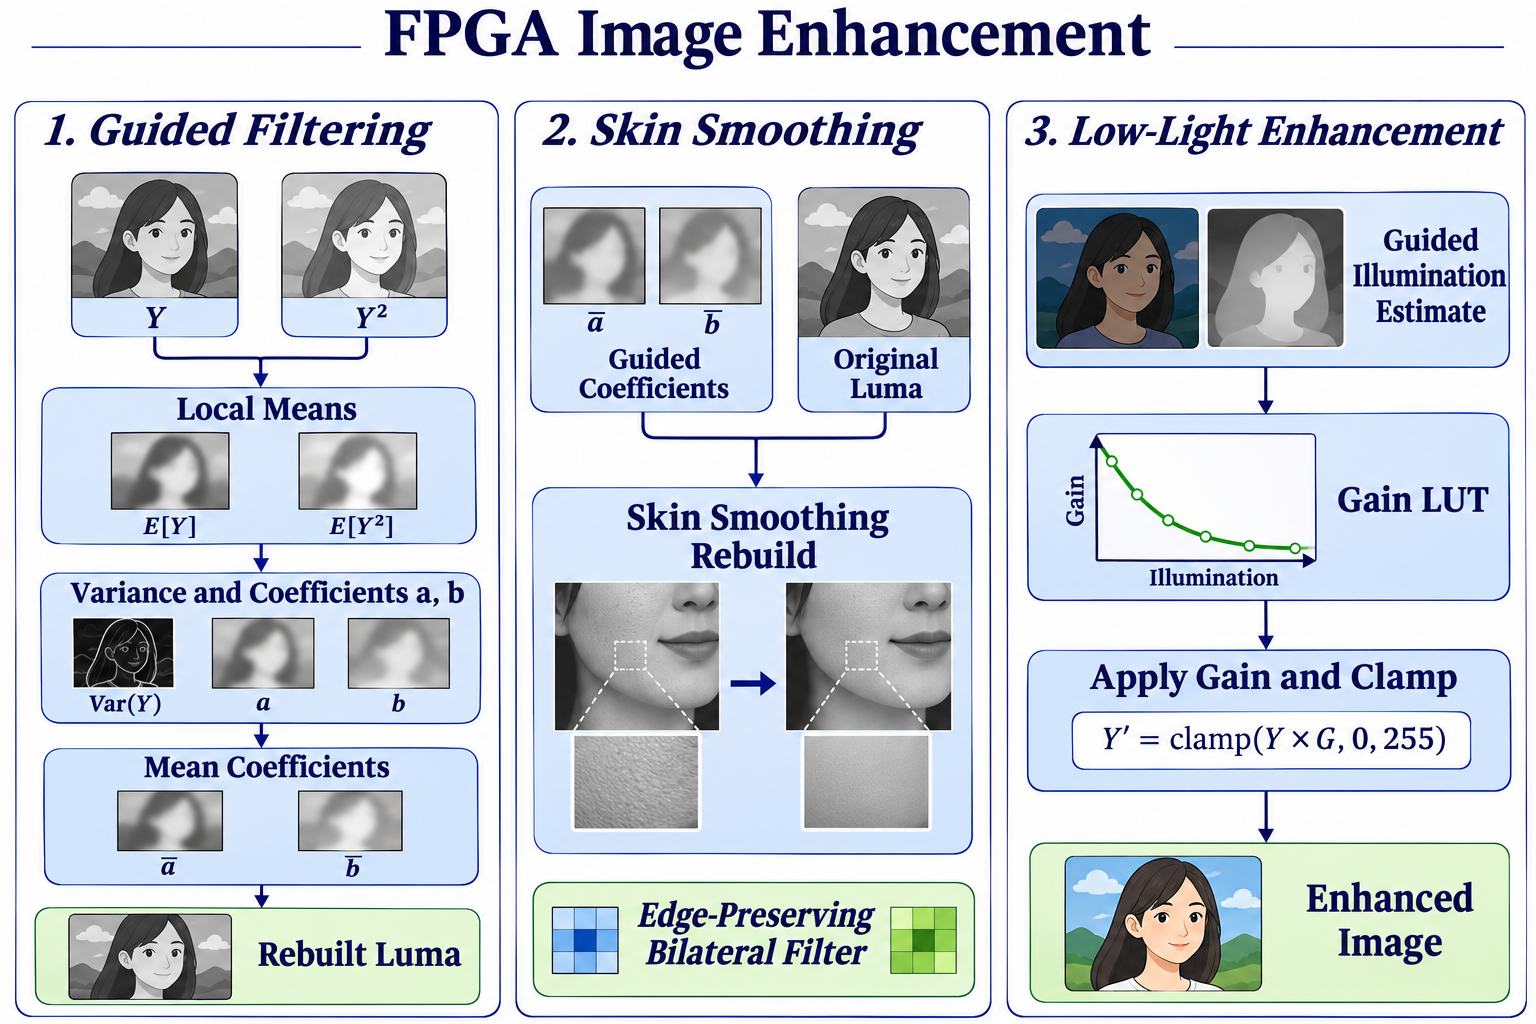 FPGA Image Enhancement
1. Guided Filtering
Y
Y²
Local Means
E[Y]
E[Y²]
Variance and Coefficients a, b
Var(Y)
a
b
Mean Coefficients
a̅
b̅
Rebuilt Luma
2. Skin Smoothing
a̅
b̅
Guided
Coefficients
Original
Luma
Skin Smoothing
Rebuild
Edge-Preserving
Bilateral Filter
3. Low-Light Enhancement
Guided
Illumination
Estimate
Gain
Illumination
Gain LUT
Apply Gain and Clamp
Y′ = clamp(Y × G, 0, 255)
Enhanced
Image